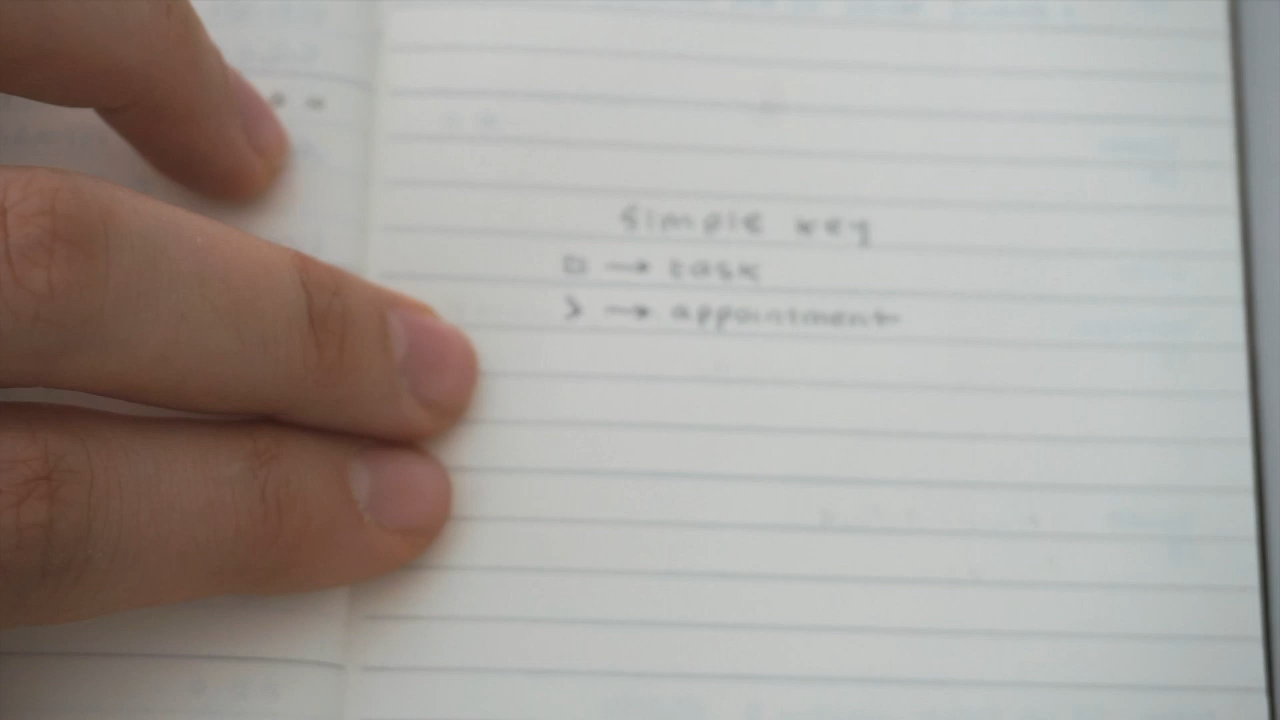 simple key
□ → task
> → appointment